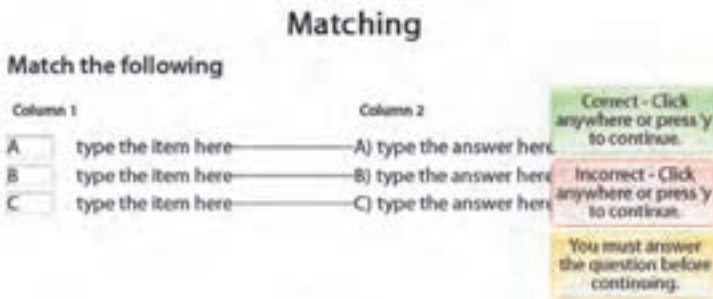 Matching
Match the following
Column 1 Column 2
A type the item here A) type the answer here
B type the item here B) type the answer here
C type the item here C) type the answer here
Correct - Click
anywhere or press 'y
to continue.
Incorrect - Click
anywhere or press 'y
to continue.
You must answer
the question before
continuing.